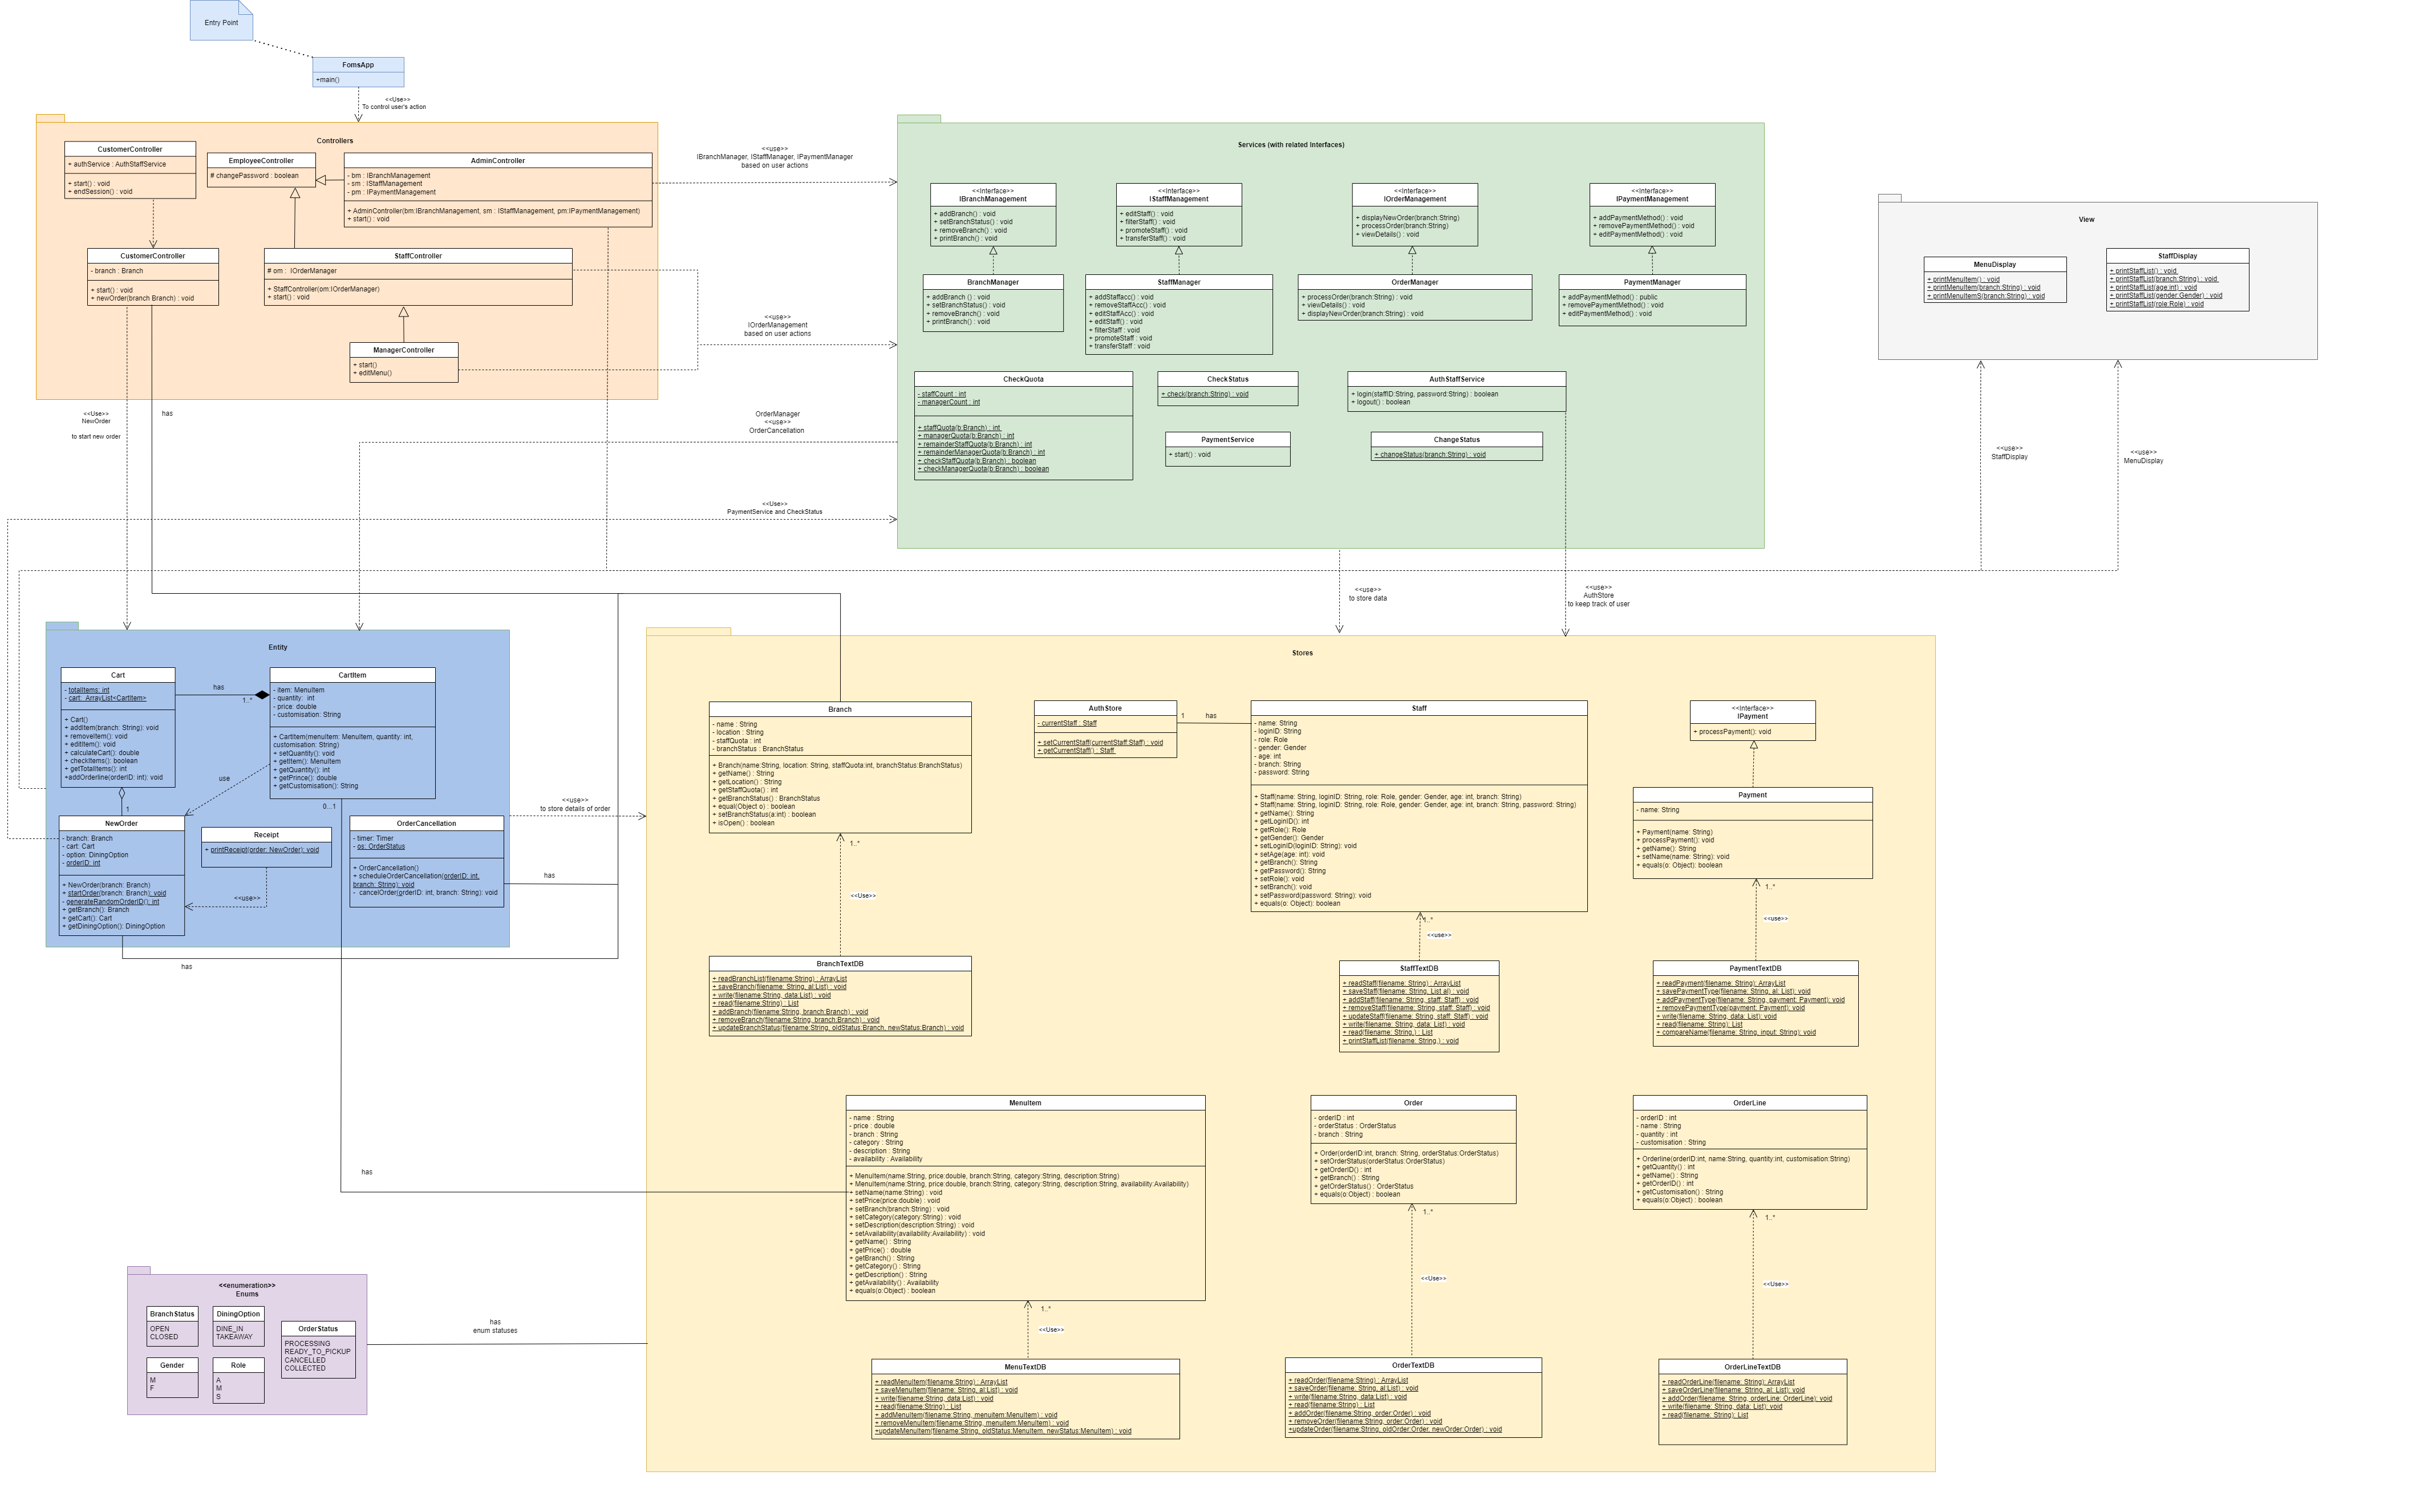 Entry Point
FomsApp
+main()
<<Use>>
To control user's action
Controllers
CustomerController
+ authService : AuthStaffService
+ start() : void
+ endSession() : void
EmployeeController
# changePassword : boolean
AdminController
- bm : IBranchManagement
- sm : IStaffManagement
- pm : IPaymentManagement
+ AdminController(bm:IBranchManagement, sm : IStaffManagement, pm:IPaymentManagement)
+ start() : void
CustomerController
- branch : Branch
+ start() : void
+ newOrder(branch Branch) : void
StaffController
# om :  IOrderManager
+ StaffController(om:IOrderManager)
+ start() : void
ManagerController
+ start()
+ editMenu()
<<use>>
IBranchManager, IStaffManager, IPaymentManager
based on user actions
<<use>>
IOrderManagement
based on user actions
<<Use>>
NewOrder
to start new order
has
OrderManager
<<use>>
OrderCancellation
<<Use>>
PaymentService and CheckStatus
Services (with related Interfaces)
<<Interface>>
IBranchManagement
+ addBranch() : void
+ setBranchStatus() : void
+ removeBranch() : void
+ printBranch() : void
<<Interface>>
IStaffManagement
+ editStaff() : void
+ filterStaff() : void
+ promoteStaff() : void
+ transferStaff() : void
<<Interface>>
IOrderManagement
+ displayNewOrder(branch:String)
+ processOrder(branch:String)
+ viewDetails() : void
<<Interface>>
IPaymentManagement
+ addPaymentMethod() : void
+ removePaymentMethod() : void
+ editPaymentMethod() : void
BranchManager
+ addBranch () : void
+ setBranchStatus() : void
+ removeBranch() : void
+ printBranch() : void
StaffManager
+ addStaffacc() : void
+ removeStaffAcc() : void
+ editStaffAcc() : void
+ editStaff() : void
+ filterStaff : void
+ promoteStaff : void
+ transferStaff : void
OrderManager
+ processOrder(branch:String) : void
+ viewDetails() : void
+ displayNewOrder(branch:String) : void
PaymentManager
+ addPaymentMethod() : public
+ removePaymentMethod() : void
+ editPaymentMethod() : void
CheckQuota
- staffCount : int
- managerCount : int
+ staffQuota(b:Branch) : int
+ managerQuota(b:Branch) : int
+ remainderStaffQuota(b:Branch) : int
+ remainderManagerQuota(b:Branch) : int
+ checkStaffQuota(b:Branch) : boolean
+ checkManagerQuota(b:Branch) : boolean
CheckStatus
+ check(branch:String) : void
AuthStaffService
+ login(staffID:String, password:String) : boolean
+ logout() : boolean
PaymentService
+ start() : void
ChangeStatus
+ changeStatus(branch:String) : void
View
MenuDisplay
+ printMenuItem() : void
+ printMenuItem(branch:String) : void
+ printMenuItemS(branch:String) : void
StaffDisplay
+ printStaffList() : void
+ printStaffList(branch:String) : void
+ printStaffList(age:int) : void
+ printStaffList(gender:Gender) : void
+ printStaffList(role:Role) : void
<<use>>
StaffDisplay
<<use>>
MenuDisplay
<<use>>
to store data
<<use>>
AuthStore
to keep track of user
Entity
Cart
- totalItems: int
- cart:  ArrayList<CartItem>
+ Cart()
+ addItem(branch: String): void
+ removeItem(): void
+ editItem(): void
+ calculateCart(): double
+ checkItems(): boolean
+ getTotalItems(): int
+addOrderline(orderID: int): void
has
1..*
CartItem
- item: MenuItem
- quantity:  int
- price: double
- customisation: String
+ CartItem(menuItem: MenuItem, quantity: int,
customisation: String)
+ setQuantity(): void
+ getItem(): MenuItem
+ getQuantity(): int
+ getPrince(): double
+ getCustomisation(): String
use
1
0...1
NewOrder
- branch: Branch
- cart: Cart
- option: DiningOption
- orderID: int
+ NewOrder(branch: Branch)
+ startOrder(branch: Branch): void
- generateRandomOrderID(): int
+ getBranch(): Branch
+ getCart(): Cart
+ getDiningOption(): DiningOption
Receipt
+ printReceipt(order: NewOrder): void
<<use>>
OrderCancellation
- timer: Timer
- os: OrderStatus
+ OrderCancellation()
+ scheduleOrderCancellation(orderID: int,
branch: String): void
-  cancelOrder(orderID: int, branch: String): void
has
has
<<use>>
to store details of order
Stores
Branch
- name : String
- location : String
- staffQuota : int
- branchStatus : BranchStatus
+ Branch(name:String, location: String, staffQuota:int, branchStatus:BranchStatus)
+ getName() : String
+ getLocation() : String
+ getStaffQuota() : int
+ getBranchStatus() : BranchStatus
+ equal(Object o) : boolean
+ setBranchStatus(a:int) : boolean
+ isOpen() : boolean
AuthStore
- currentStaff : Staff
+ setCurrentStaff(currentStaff:Staff) : void
+ getCurrentStaff() : Staff
1
has
Staff
- name: String
- loginID: String
- role: Role
- gender: Gender
- age: int
- branch: String
- password: String
+ Staff(name: String, loginID: String, role: Role, gender: Gender, age: int, branch: String)
+ Staff(name: String, loginID: String, role: Role, gender: Gender, age: int, branch: String, password: String)
+ getName(): String
+ getLoginID(): int
+ getRole(): Role
+ getGender(): Gender
+ setLoginID(loginID: String): void
+ setAge(age: int): void
+ getBranch(): String
+ getPassword(): String
+ setRole(): void
+ setBranch(): void
+ setPassword(password: String): void
+ equals(o: Object): boolean
<<Interface>>
IPayment
+ processPayment(): void
Payment
- name: String
+ Payment(name: String)
+ processPayment(): void
+ getName(): String
+ setName(name: String): void
+ equals(o: Object): boolean
1..*
<<Use>>
1..*
<<use>>
1..*
<<use>>
BranchTextDB
+ readBranchList(filename:String) : ArrayList
+ saveBranch(filename: String, al:List) : void
+ write(filename:String, data:List) : void
+ read(filename:String) : List
+ addBranch(filename:String, branch:Branch) : void
+ removeBranch(filename:String, branch:Branch) : void
+ updateBranchStatus(filename:String, oldStatus:Branch, newStatus:Branch) : void
StaffTextDB
+ readStaff(filename: String) : ArrayList
+ saveStaff(filename: String, List al) : void
+ addStaff(filename: String, staff: Staff) : void
+ removeStaff(filename: String, staff: Staff) : void
+ updateStaff(filename: String, staff: Staff) : void
+ write(filename: String, data: List) : void
+ read(filename: String,) : List
+ printStaffList(filename: String,) : void
PaymentTextDB
+ readPayment(filename: String): ArrayList
+ savePaymentType(filename: String, al: List): void
+ addPaymentType(filename: String, payment: Payment): void
+ removePaymentType(payment: Payment): void
+ write(filename: String, data: List): void
+ read(filename: String): List
+ compareName(filename: String, input: String): void
MenuItem
- name : String
- price : double
- branch : String
- category : String
- description : String
- availability : Availability
+ MenuItem(name:String, price:double, branch:String, category:String, description:String)
+ MenuItem(name:String, price:double, branch:String, category:String, description:String, availability:Availability)
+ setName(name:String) : void
+ setPrice(price:double) : void
+ setBranch(branch:String) : void
+ setCategory(category:String) : void
+ setDescription(description:String) : void
+ setAvailability(availability:Availability) : void
+ getName() : String
+ getPrice() : double
+ getBranch() : String
+ getCategory() : String
+ getDescription() : String
+ getAvailability() : Availability
+ equals(o:Object) : boolean
Order
- orderID : int
- orderStatus : OrderStatus
- branch : String
+ Order(orderID:int, branch: String, orderStatus:OrderStatus)
+ setOrderStatus(orderStatus:OrderStatus)
+ getOrderID() : int
+ getBranch() : String
+ getOrderStatus() : OrderStatus
+ equals(o:Object) : boolean
OrderLine
- orderID : int
- name : String
- quantity : int
- customisation : String
+ Orderline(orderID:int, name:String, quantity:int, customisation:String)
+ getQuantity() : int
+ getName() : String
+ getOrderID() : int
+ getCustomisation() : String
+ equals(o:Object) : boolean
has
1..*
<<Use>>
1..*
<<Use>>
1..*
<<Use>>
MenuTextDB
+ readMenuItem(filename:String) : ArrayList
+ saveMenuItem(filename: String, al:List) : void
+ write(filename:String, data:List) : void
+ read(filename:String) : List
+ addMenuItem(filename:String, menuitem:MenuItem) : void
+ removeMenuItem(filename:String, menuitem:MenuItem) : void
+updateMenuItem(filename:String, oldStatus:MenuItem, newStatus:MenuItem) : void
OrderTextDB
+ readOrder(filename:String) : ArrayList
+ saveOrder(filename: String, al:List) : void
+ write(filename:String, data:List) : void
+ read(filename:String) : List
+ addOrder(filename:String, order:Order) : void
+ removeOrder(filename:String, order:Order) : void
+updateOrder(filename:String, oldOrder:Order, newOrder:Order) : void
OrderLineTextDB
+ readOrderLine(filename:String): ArrayList
+ saveOrderLine(filename: String, al: List): void
+ addOrder(filename:String, orderLine: OrderLine): void
+ write(filename: String, data: List): void
+ read(filename: String): List
<<enumeration>>
Enums
BranchStatus
OPEN
CLOSED
DiningOption
DINE_IN
TAKEAWAY
OrderStatus
PROCESSING
READY_TO_PICKUP
CANCELLED
COLLECTED
Gender
M
F
Role
A
M
S
has
enum statuses